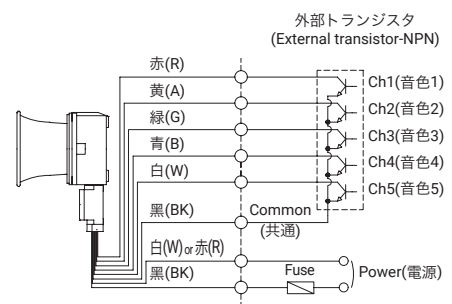 外部トランジスタ
(External transistor-NPN)
赤(R)
Ch1(音色1)
黄(A)
Ch2(音色2)
緑(G)
Ch3(音色3)
青(B)
Ch4(音色4)
白(W)
Ch5(音色5)
黑(BK)
Common
(共通)
白(W)or赤(R)
黑(BK)
Fuse
Power(電源)